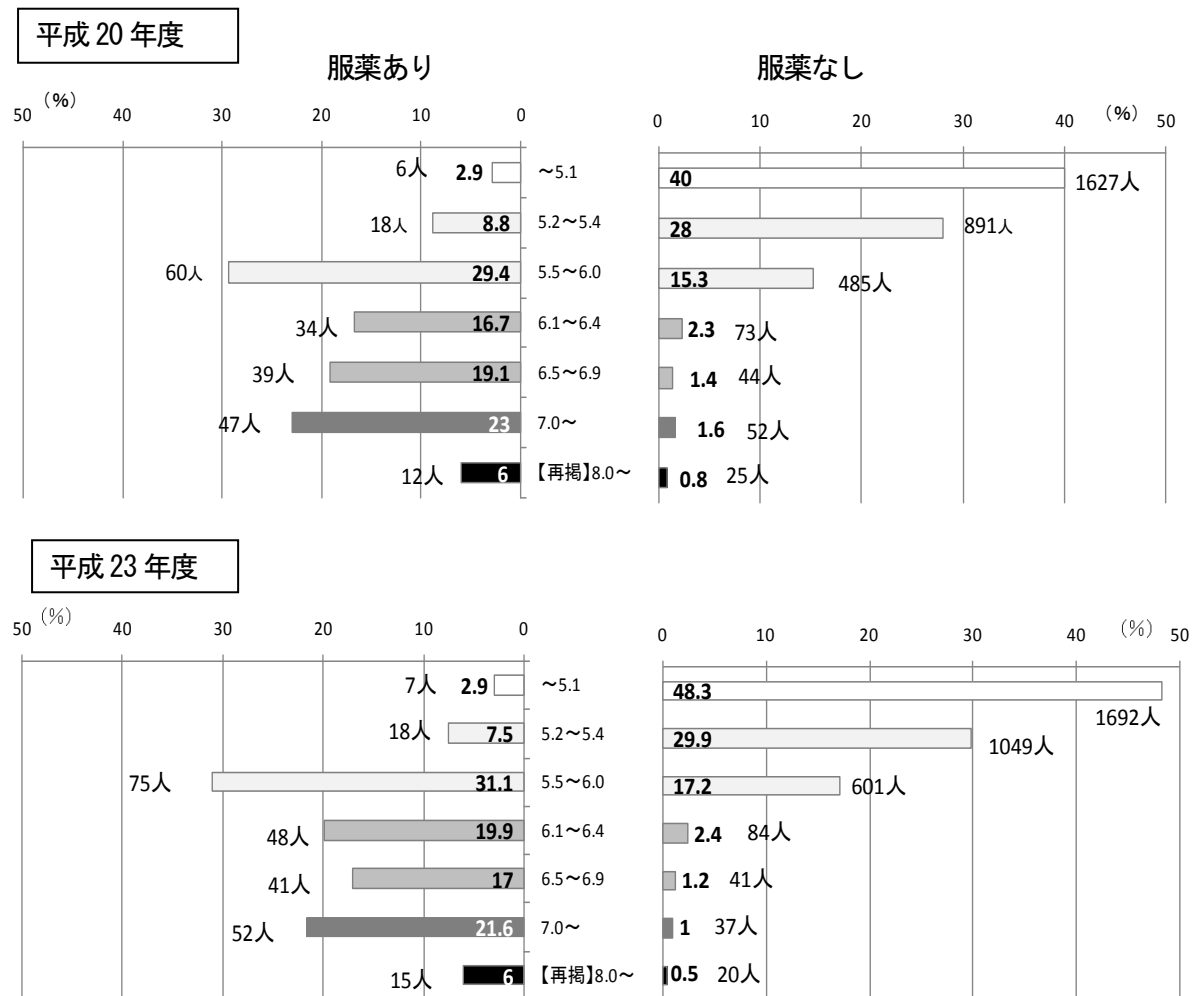 平成 20 年度
服薬あり 服薬なし
50 (%) 40 30 20 10 0 0 10 20 30 40 (%) 50
6人 2.9 ～5.1 40 1627人
18人 8.8 5.2～5.4 28 891人
60人 29.4 5.5～6.0 15.3 485人
34人 16.7 6.1～6.4 2.3 73人
39人 19.1 6.5～6.9 1.4 44人
47人 23 7.0～ 1.6 52人
12人 6 【再掲】8.0～ 0.8 25人
平成 23 年度
50 (%) 40 30 20 10 0 0 10 20 30 40 (%) 50
7人 2.9 ～5.1 48.3 1692人
18人 7.5 5.2～5.4 29.9 1049人
75人 31.1 5.5～6.0 17.2 601人
48人 19.9 6.1～6.4 2.4 84人
41人 17 6.5～6.9 1.2 41人
52人 21.6 7.0～ 1 37人
15人 6 【再掲】8.0～ 0.5 20人